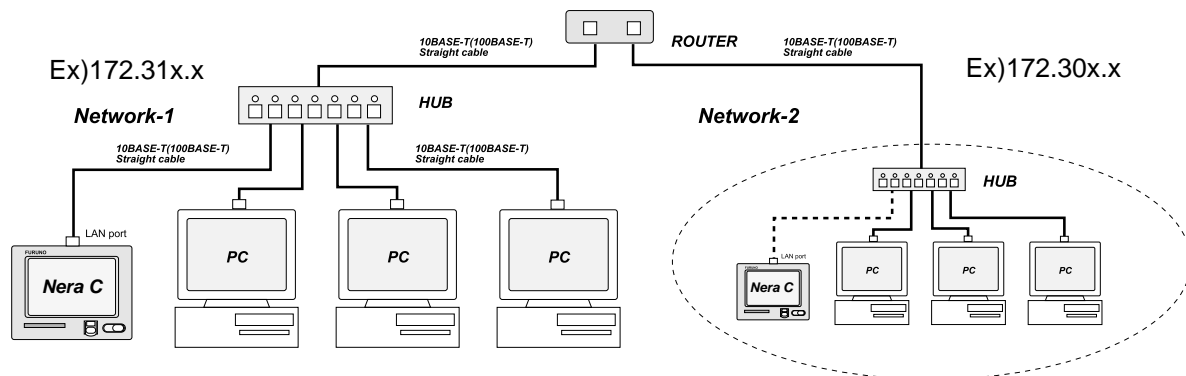 10BASE-T(100BASE-T)
Straight cable
ROUTER
10BASE-T(100BASE-T)
Straight cable
Ex)172.31x.x
Ex)172.30x.x
HUB
Network-1
Network-2
10BASE-T(100BASE-T)
Straight cable
10BASE-T(100BASE-T)
Straight cable
HUB
LAN port
FURUNO
Nera C
PC
PC
PC
LAN port
FURUNO
Nera C
PC
PC
PC